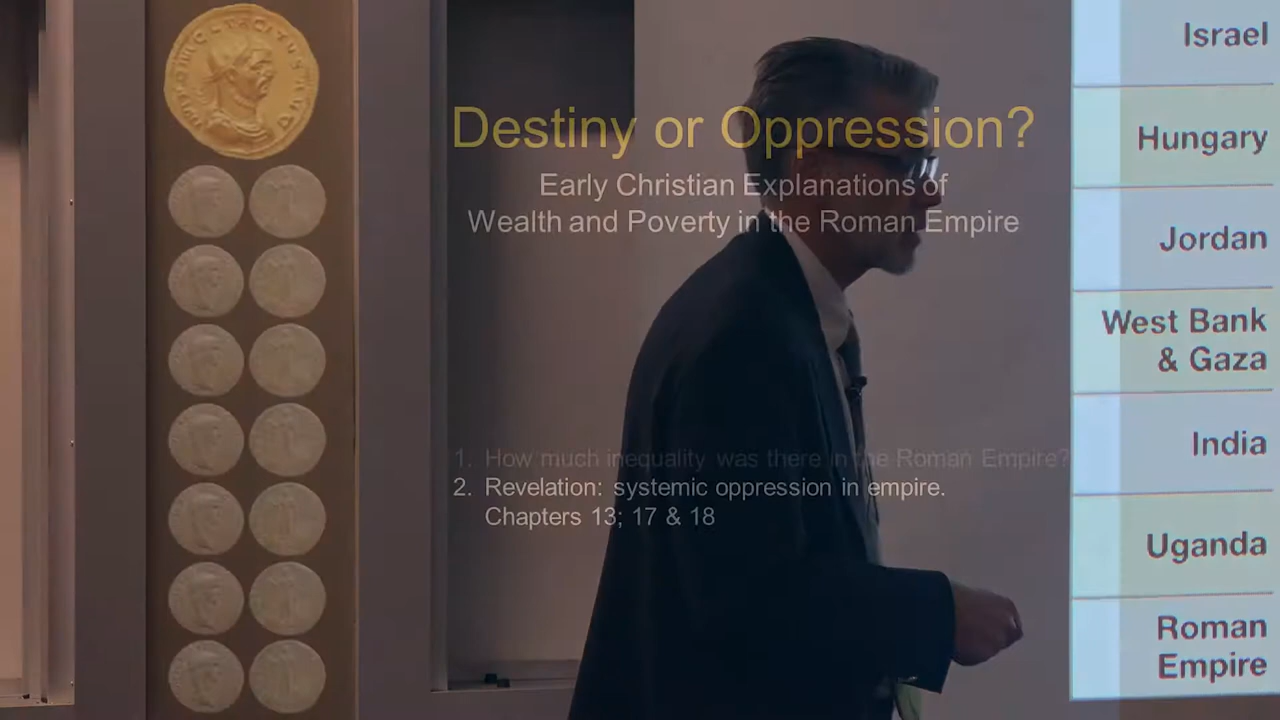 Destiny or Oppression?
Early Christian Explanations of
Wealth and Poverty in the Roman Empire
1. How much inequality was there in the Roman Empire?
2. Revelation: systemic oppression in empire.
Chapters 13; 17 & 18
Israel
Hungary
Jordan
West Bank
& Gaza
India
Uganda
Roman
Empire